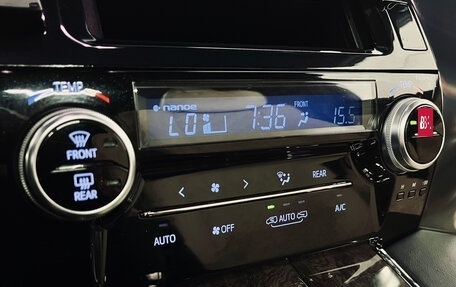 TEMP
nanoe
FRONT
LO 7:36 15.5
FRONT
REAR
REAR
AUTO
OFF
AUTO
A/C
H M